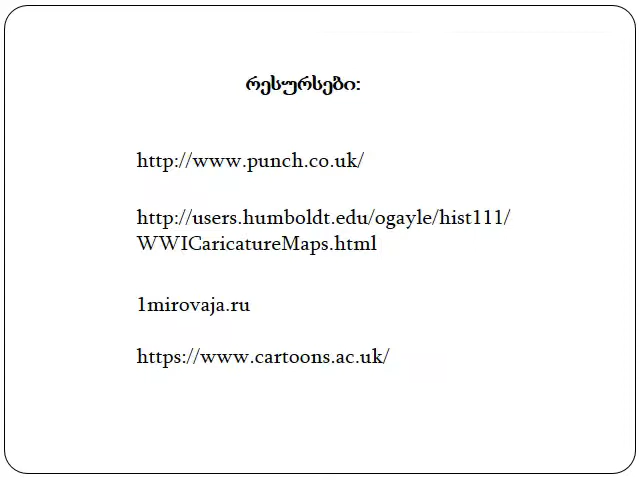 რესურსები:
http://www.punch.co.uk/
http://users.humboldt.edu/ogayle/hist111/
WWICaricatureMaps.html
1mirovaja.ru
https://www.cartoons.ac.uk/